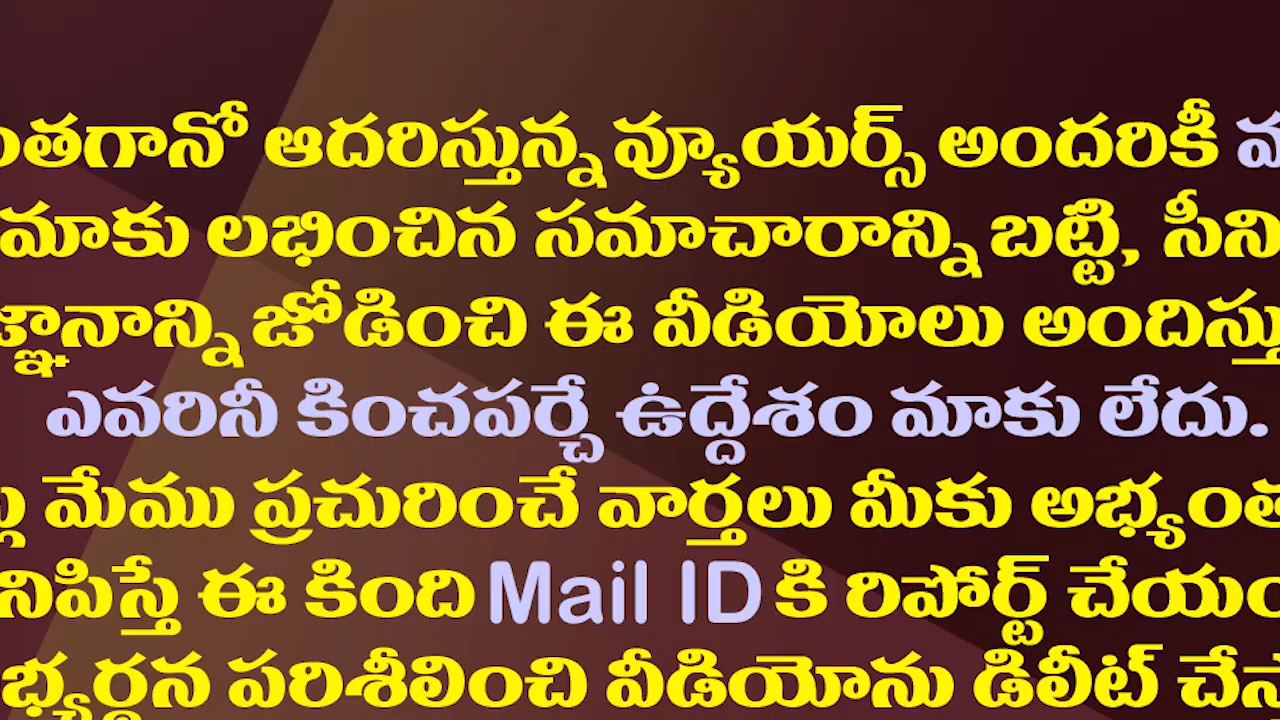 ంతగానో ఆదరిస్తున్న వ్యూయర్స్ అందరికీ
మాకు లభించిన సమాచారాన్ని బట్టి, సీని
జ్ఞానాన్ని జోడించి ఈ వీడియోలు అందిస్తు
ఎవరినీ కించపర్చే ఉద్దేశం మాకు లేదు.
మేము ప్రచురించే వార్తలు మీకు అభ్యంత
నిపిస్తే ఈ కింది Mail ID కి రిపోర్ట్ చేయం
భ్యర్థన పరిశీలించి వీడియోను డిలీట్ చేస